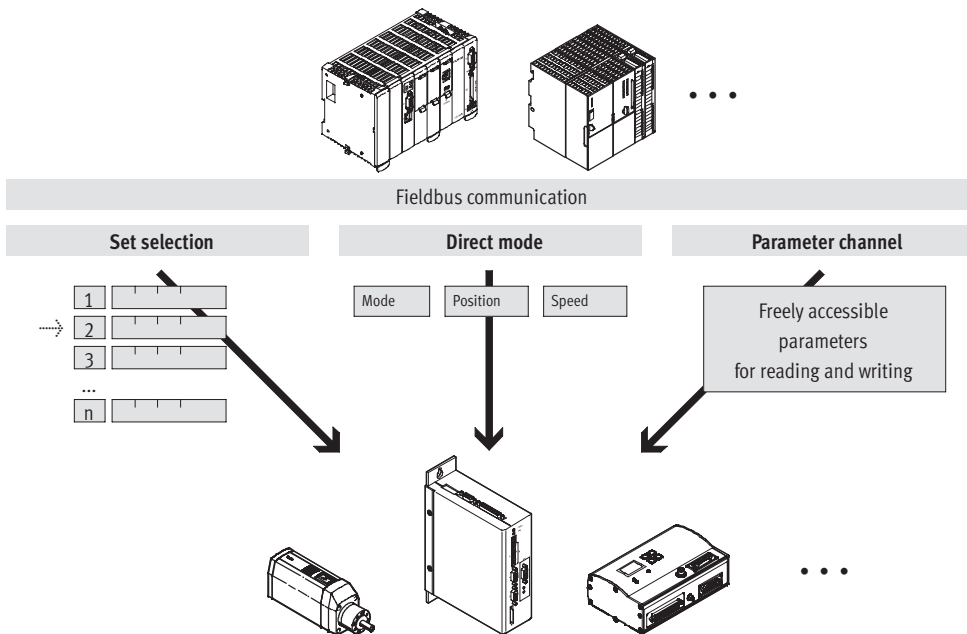 • • •
Fieldbus communication
Set selection
Direct mode
Parameter channel
1
2
3
...
n
Mode
Position
Speed
Freely accessible
parameters
for reading and writing
• • •